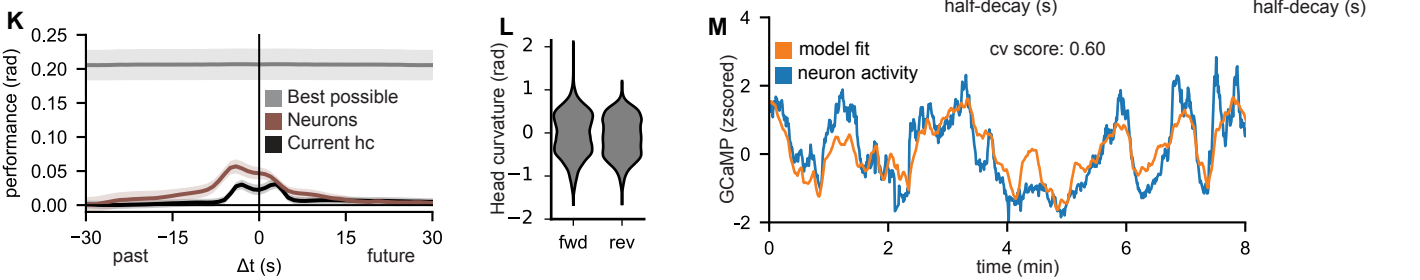 half-decay (s)
half-decay (s)
K
performance (rad)
0.25
0.20
0.15
0.10
0.05
0.00
Best possible
Neurons
Current hc
−30
−15
0
15
30
past
Δt (s)
future
L
Head curvature (rad)
2
1
0
−1
−2
fwd
rev
M
GCaMP (zscored)
4
2
0
-2
model fit
neuron activity
cv score: 0.60
0
2
4
6
8
time (min)